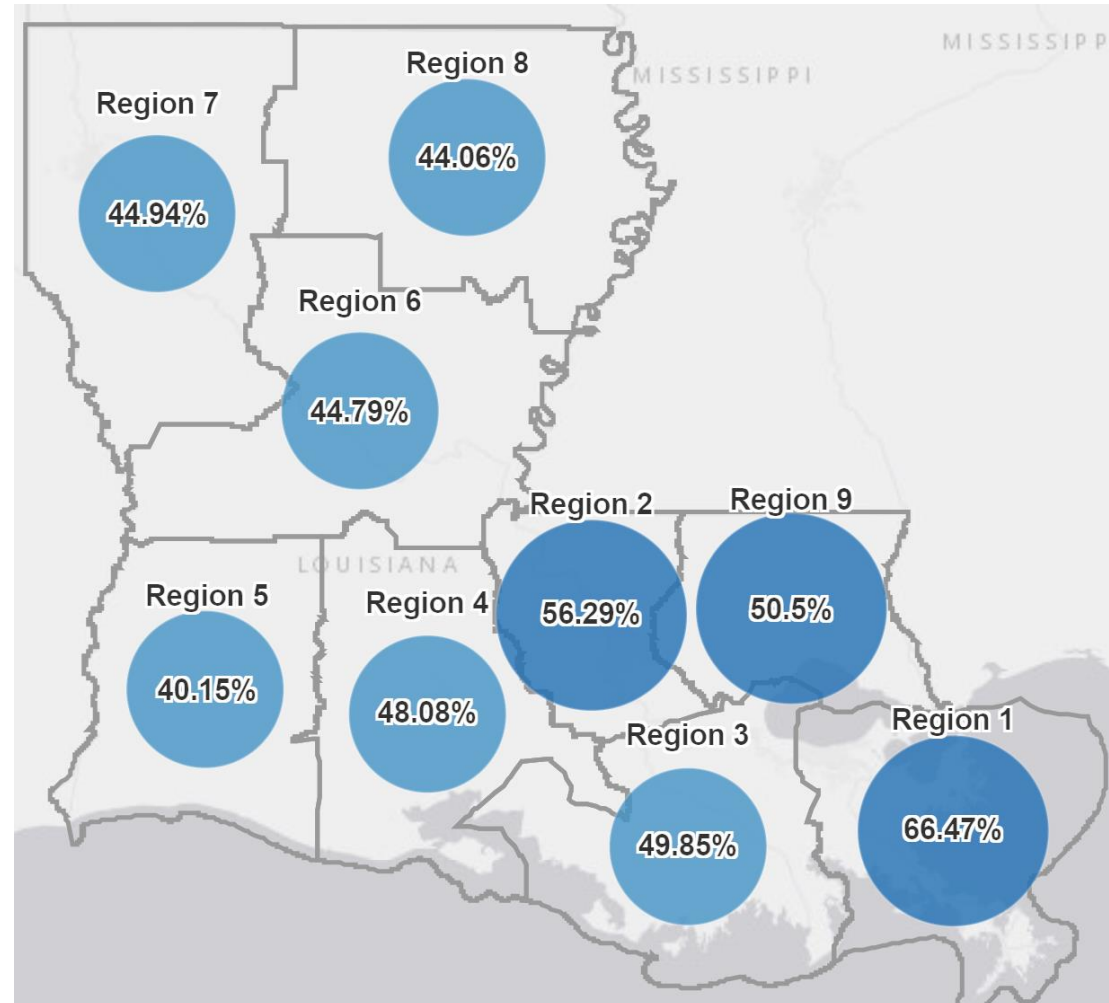 MISSISSIPP
Region 8
MISSISSIPPI
Region 7
44.06%
44.94%
Region 6
44.79%
Region 2
Region 9
LOUISIANA
Region 5
Region 4
56.29%
50.5%
40.15%
48.08%
Region 3
Region 1
49.85%
66.47%